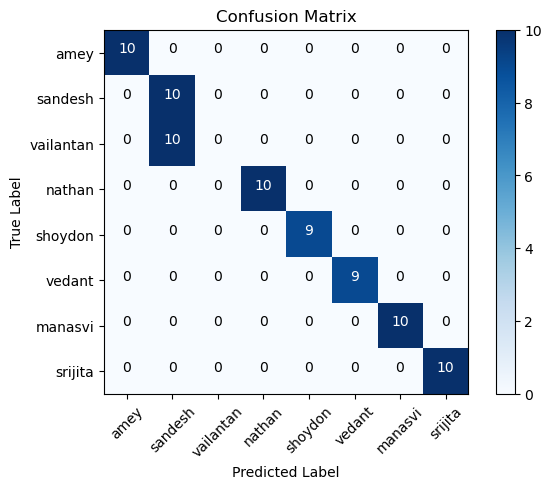 Confusion Matrix
True Label
amey 10 0 0 0 0 0 0 0
sandesh 0 10 0 0 0 0 0 0
vailantan 0 10 0 0 0 0 0 0
nathan 0 0 0 10 0 0 0 0
shoydon 0 0 0 0 9 0 0 0
vedant 0 0 0 0 0 9 0 0
manasvi 0 0 0 0 0 0 10 0
srijita 0 0 0 0 0 0 0 10
amey sandesh vailantan nathan shoydon vedant manasvi srijita
Predicted Label
10
8
6
4
2
0